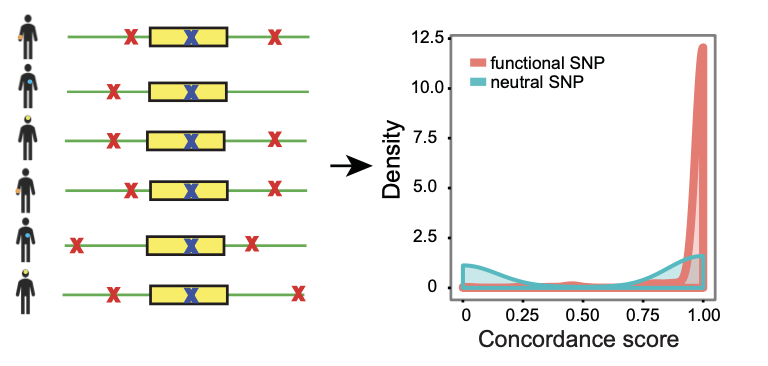 X X X
X X
X X X
X X X
X X X
X X X
12.5
10.0
7.5
5.0
2.5
0
Density
functional SNP
neutral SNP
0 0.25 0.50 0.75 1.00
Concordance score